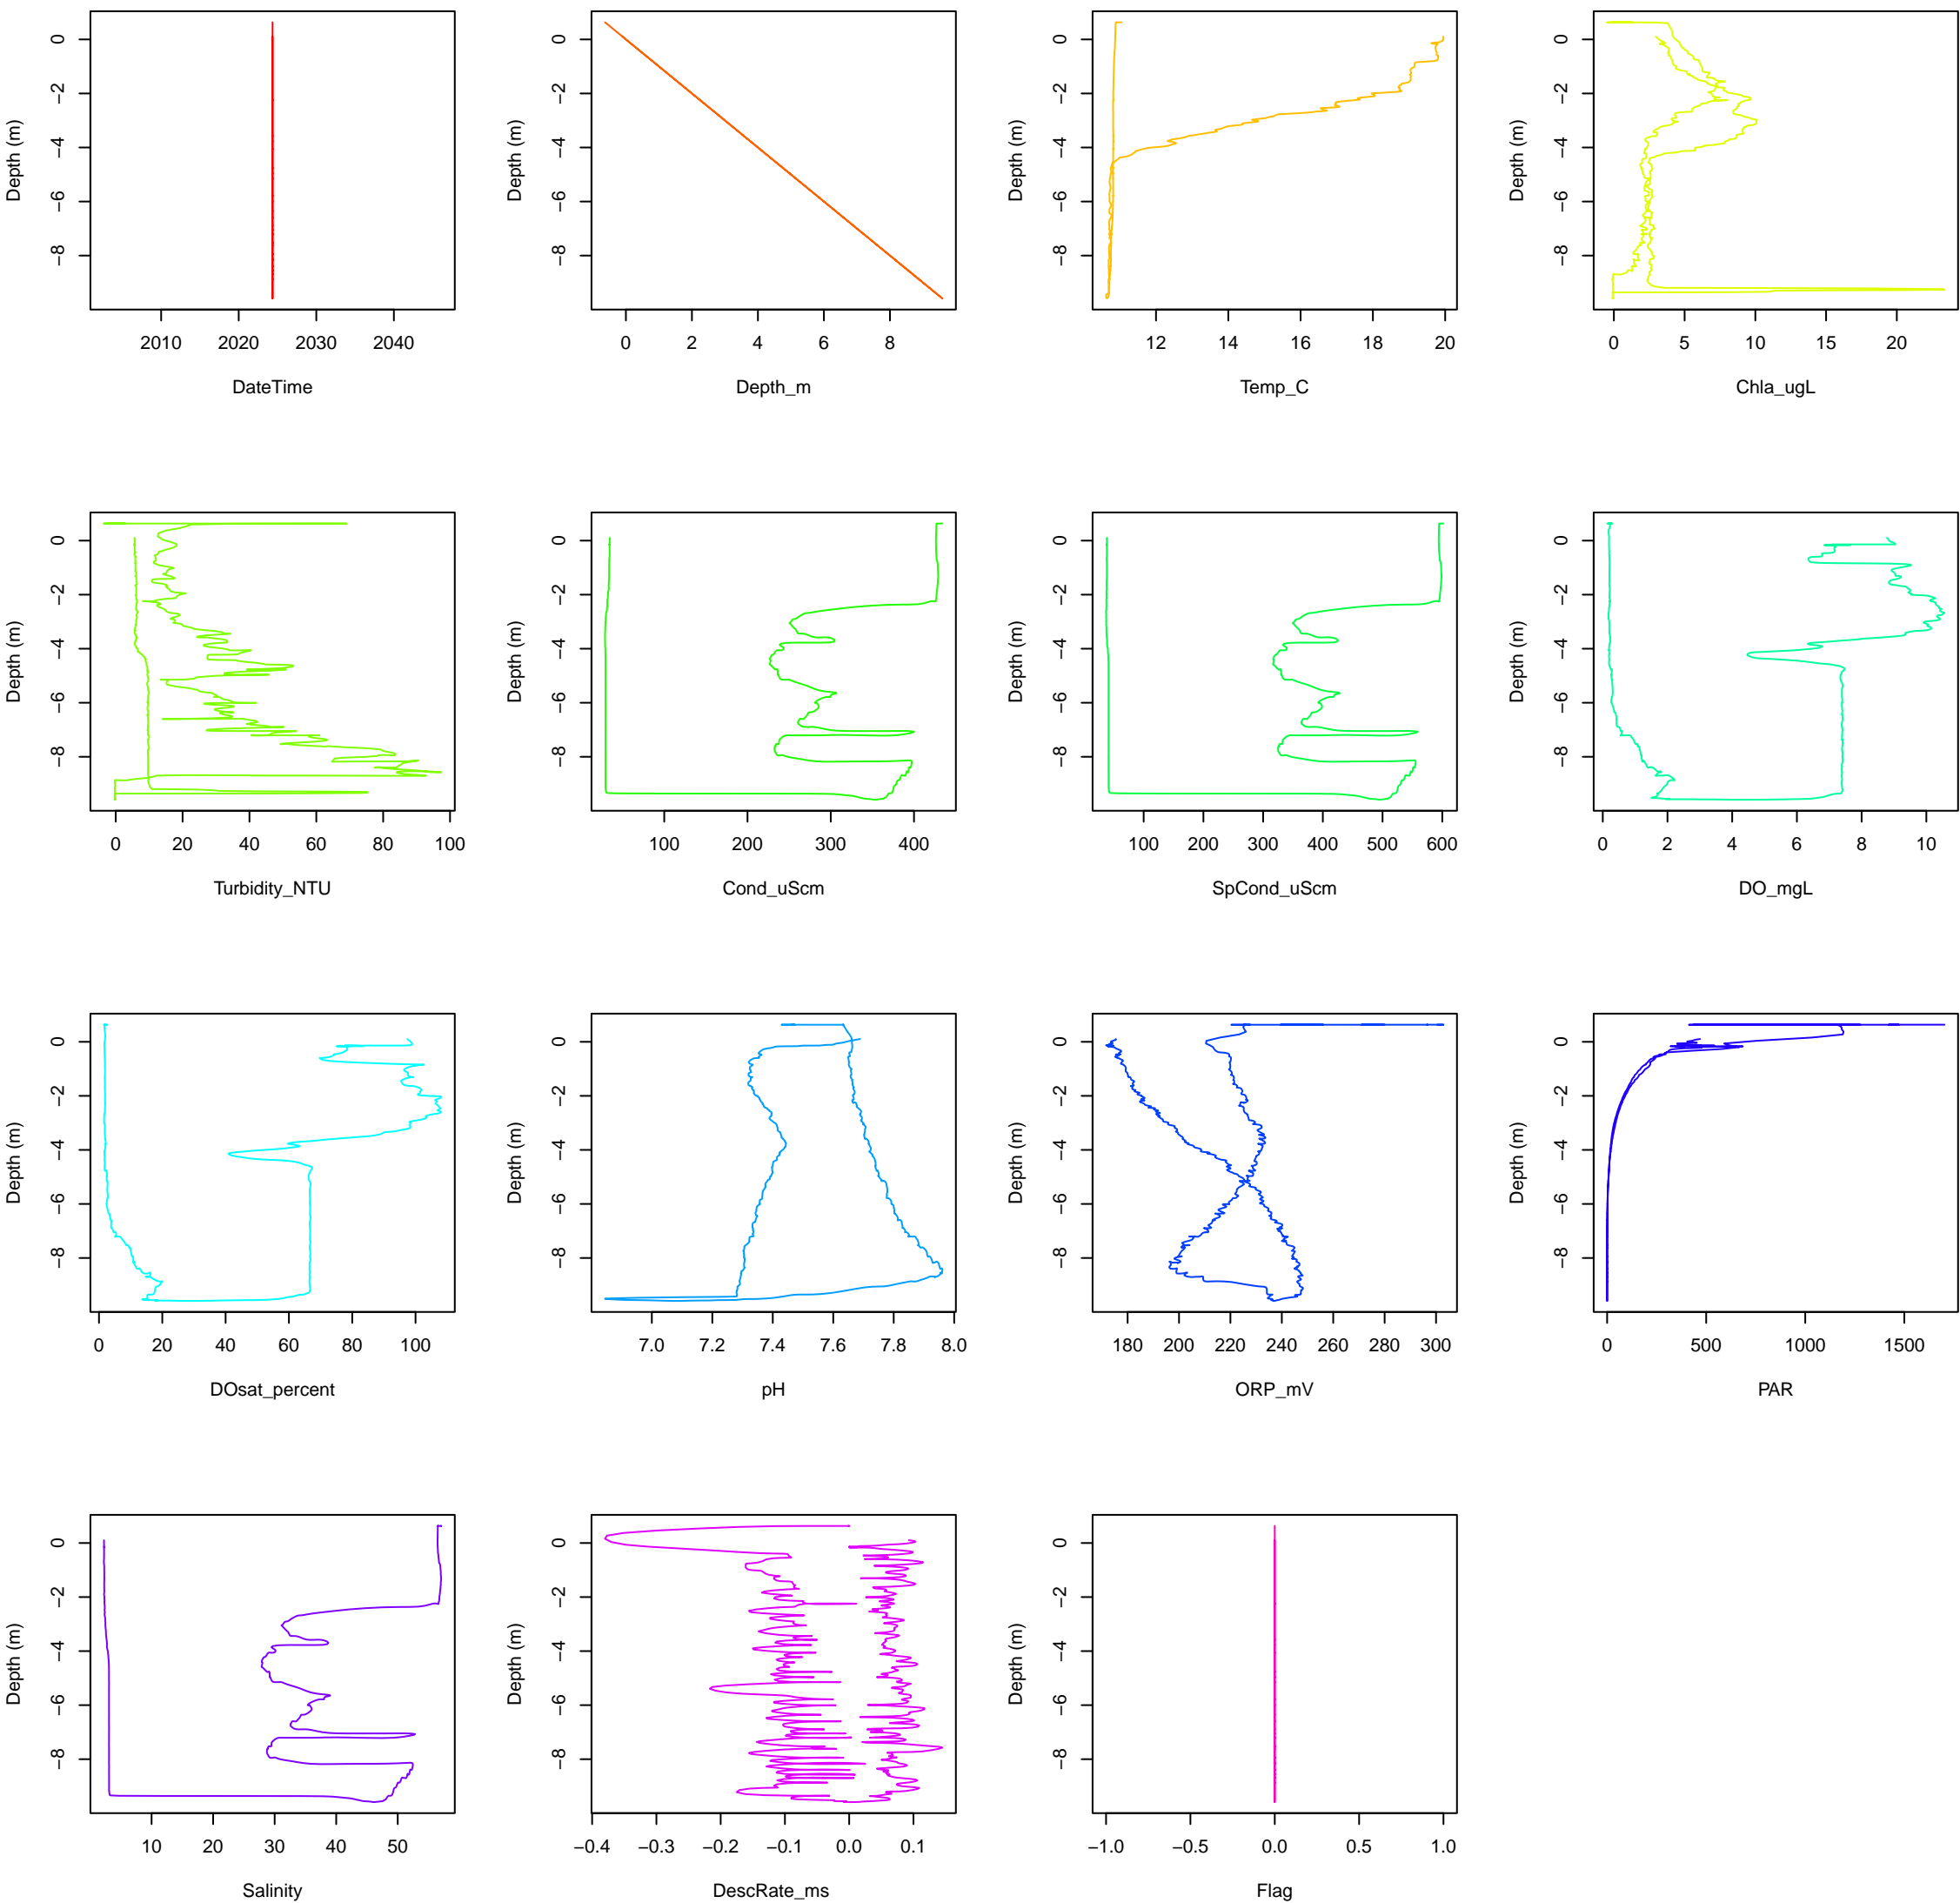 0 −2 −4 −6 −8 Depth (m) 2010 2020 2030 2040 DateTime
0 −2 −4 −6 −8 Depth (m) 0 2 4 6 8 Depth_m
0 −2 −4 −6 −8 Depth (m) 12 14 16 18 20 Temp_C
0 −2 −4 −6 −8 Depth (m) 0 5 10 15 20 Chla_ugL
0 −2 −4 −6 −8 Depth (m) 0 20 40 60 80 100 Turbidity_NTU
0 −2 −4 −6 −8 Depth (m) 100 200 300 400 Cond_uScm
0 −2 −4 −6 −8 Depth (m) 100 200 300 400 500 600 SpCond_uScm
0 −2 −4 −6 −8 Depth (m) 0 2 4 6 8 10 DO_mgL
0 −2 −4 −6 −8 Depth (m) 0 20 40 60 80 100 DOsat_percent
0 −2 −4 −6 −8 Depth (m) 7.0 7.2 7.4 7.6 7.8 8.0 pH
0 −2 −4 −6 −8 Depth (m) 180 200 220 240 260 280 300 ORP_mV
0 −2 −4 −6 −8 Depth (m) 0 500 1000 1500 PAR
0 −2 −4 −6 −8 Depth (m) 10 20 30 40 50 Salinity
0 −2 −4 −6 −8 Depth (m) −0.4 −0.3 −0.2 −0.1 0.0 0.1 DescRate_ms
0 −2 −4 −6 −8 Depth (m) −1.0 −0.5 0.0 0.5 1.0 Flag